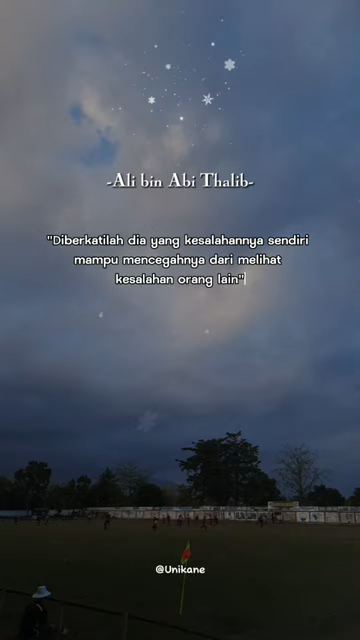 -Ali bin Abi Thalib-
"Diberkatilah dia yang kesalahannya sendiri
mampu mencegahnya dari melihat
kesalahan orang lain"
@Unikane